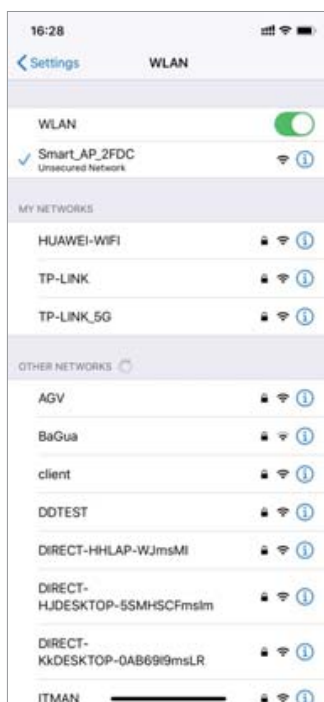 16:28
Settings
WLAN
WLAN
Smart_AP_2FDC
Unsecured Network
MY NETWORKS
HUAWEI-WIFI
TP-LINK
TP-LINK_5G
OTHER NETWORKS
AGV
BaGua
client
DDTEST
DIRECT-HHLAP-WJmsMI
DIRECT-
HJDESKTOP-5SMHSCFmsIm
DIRECT-
KkDESKTOP-0AB69I9msLR
ITMAN